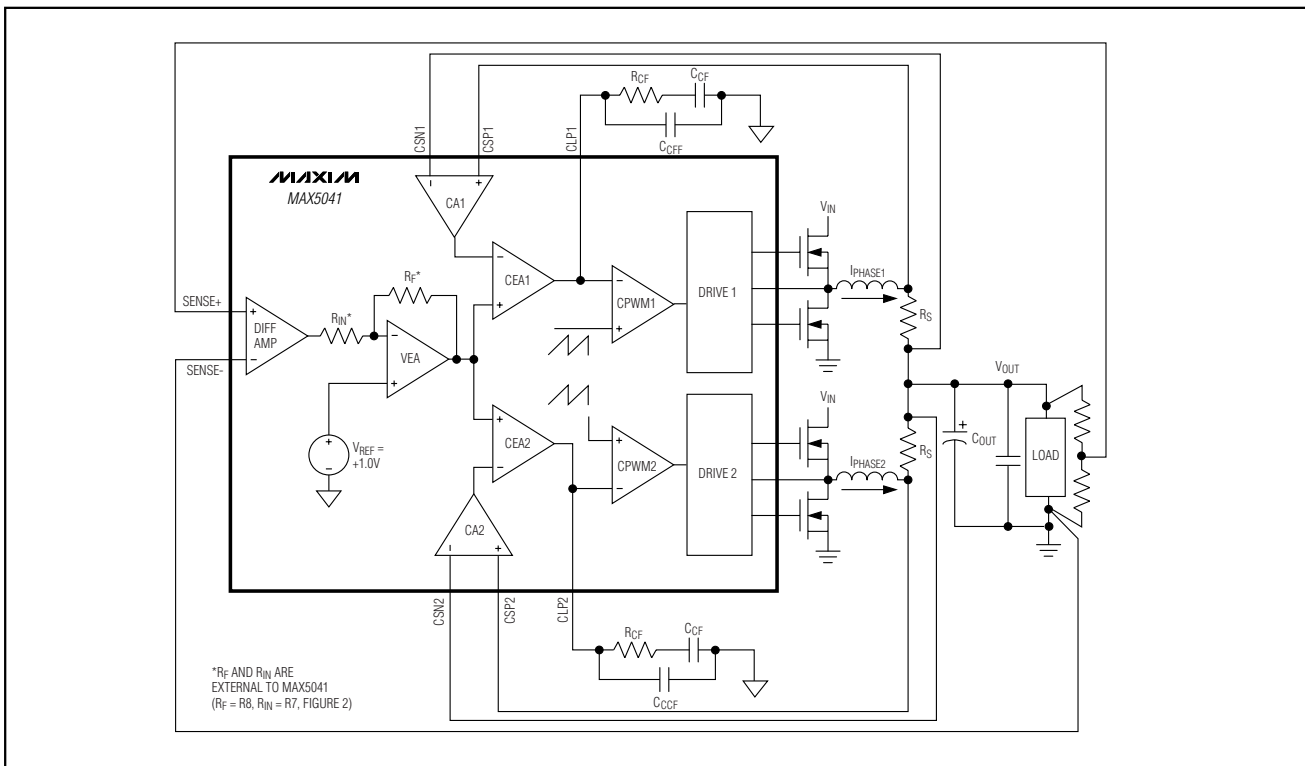 RCF
CCF
CCFF
CSN1
CSP1
CLP1
MAXIM
MAX5041
CA1
VIN
RF*
CEA1
CPWM1
DRIVE 1
IPHASE1
RS
SENSE+
DIFF
AMP
RIN*
VEA
SENSE-
VOUT
VREF =
+1.0V
CEA2
CPWM2
DRIVE 2
VIN
IPHASE2
RS
COUT
LOAD
CA2
CSN2
CSP2
CLP2
RCF
CCF
CCCF
*RF AND RIN ARE
EXTERNAL TO MAX5041
(RF = R8, RIN = R7, FIGURE 2)